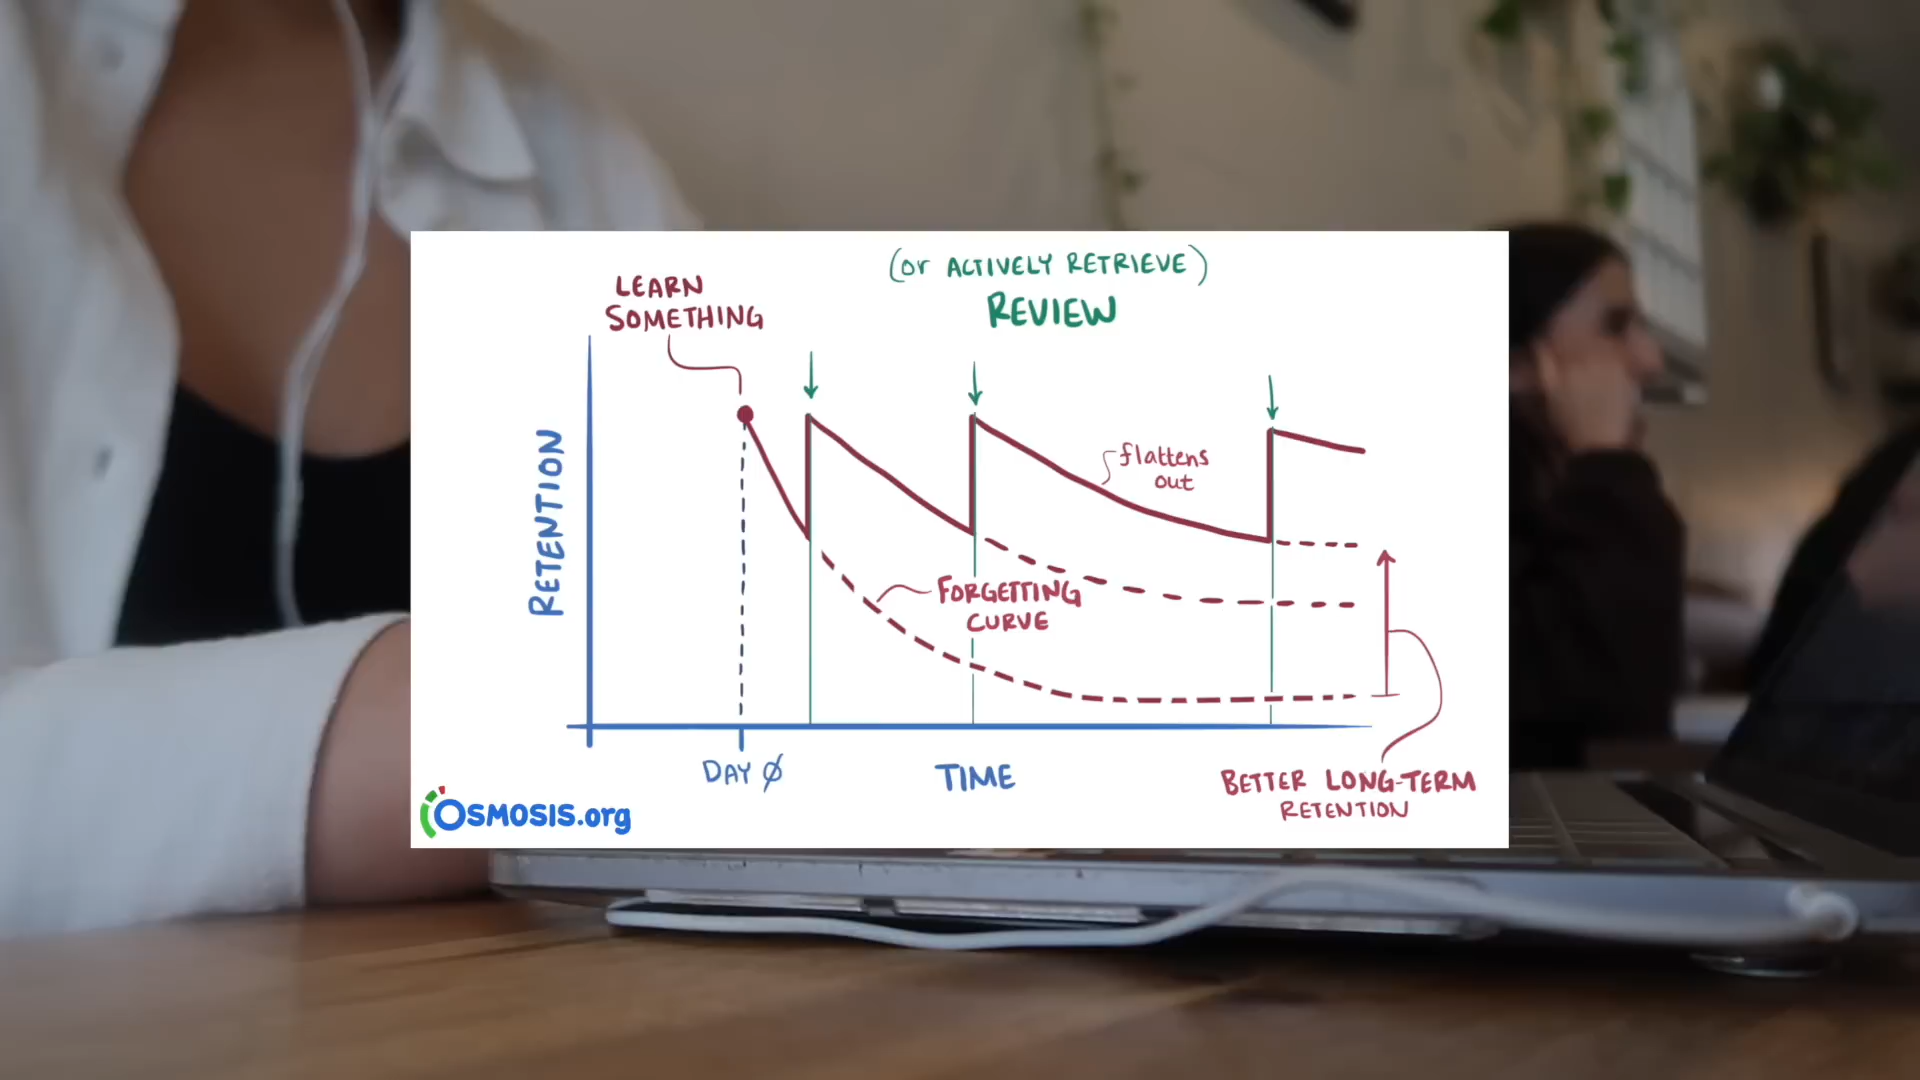 (or ACTIVELY RETRIEVE)
REVIEW
LEARN
SOMETHING
flattens
out
RETENTION
FORGETTING
CURVE
DAY Ø
TIME
BETTER LONG-TERM
RETENTION
OSMOSIS.org